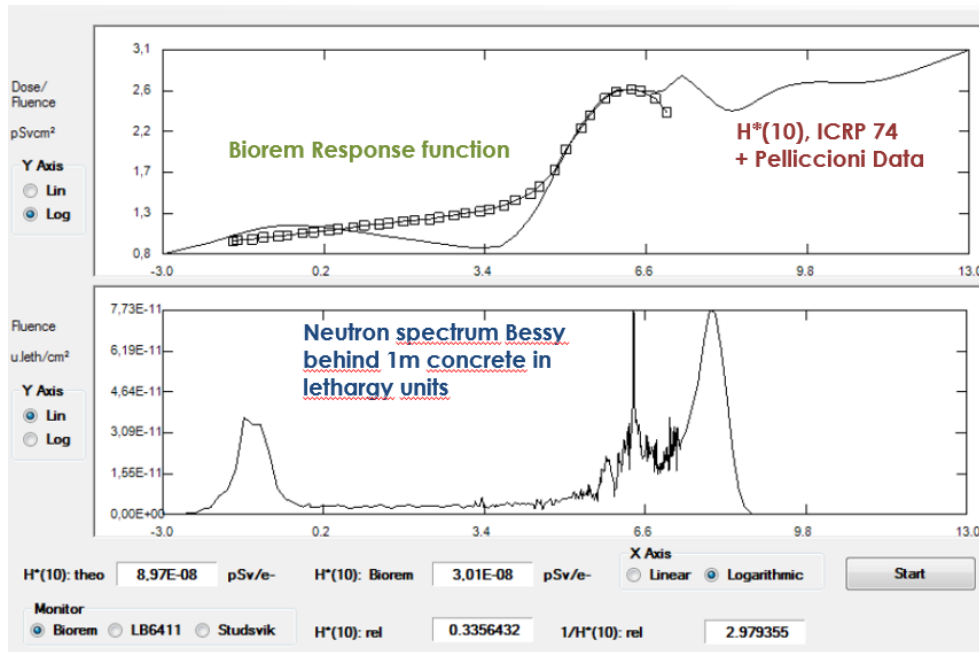 3,1
Dose/
Fluence
pSvcm²
2,6
2,2
1,7
1,3
0,8
Y Axis
Lin
Log
Biorem Response function
H*(10), ICRP 74
+ Pelliccioni Data
-3.0 0.2 3.4 6.6 9.8 13.0
7,73E-11
Fluence
u.leth/cm²
6,19E-11
4,64E-11
3,09E-11
1,55E-11
0,00E+00
Y Axis
Lin
Log
Neutron spectrum Bessy
behind 1m concrete in
lethargy units
-3.0 0.2 3.4 6.6 9.8 13.0
H*(10): theo 8,97E-08 pSv/e- H*(10): Biorem 3,01E-08 pSv/e-
X Axis
Linear Logarithmic
Start
Monitor
Biorem LB6411 Studsvik
H*(10): rel 0.3356432 1/H*(10): rel 2.979355